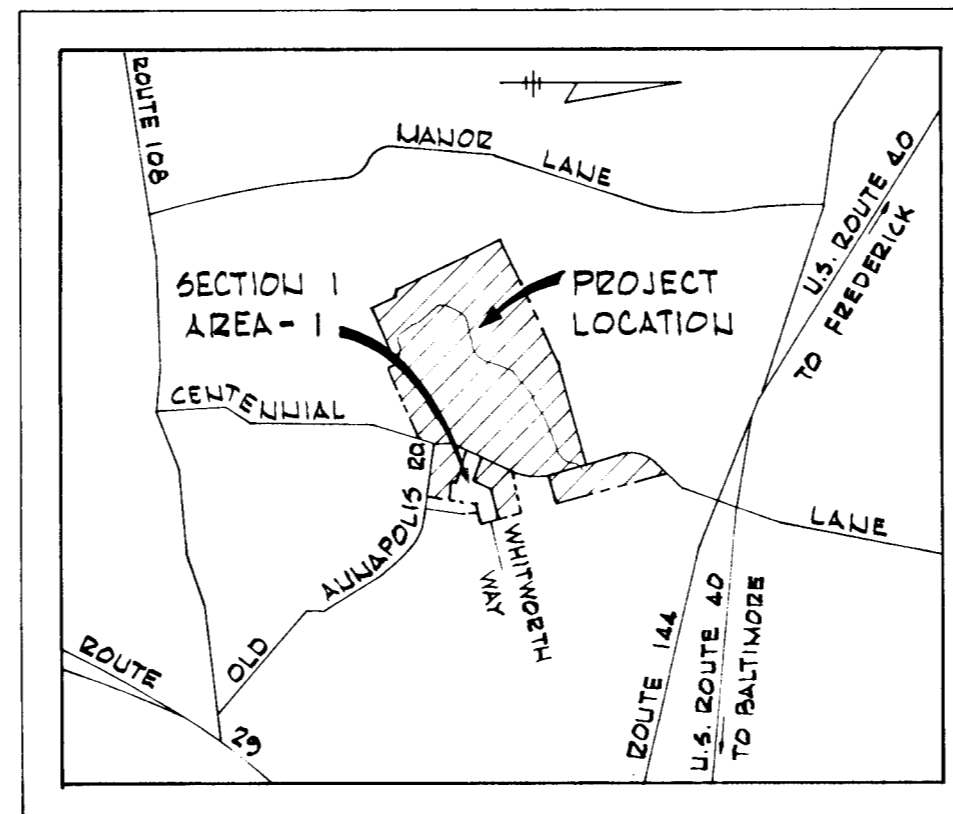 ROUTE 108
MANOR LANE
U.S. ROUTE 40
TO FREDERICK
SECTION 1
AREA-1
PROJECT
LOCATION
CENTENNIAL LANE
OLD ANNAPOLIS RD
WHITWORTH
WAY
ROUTE 29
ROUTE 144
U.S. ROUTE 40
TO BALTIMORE